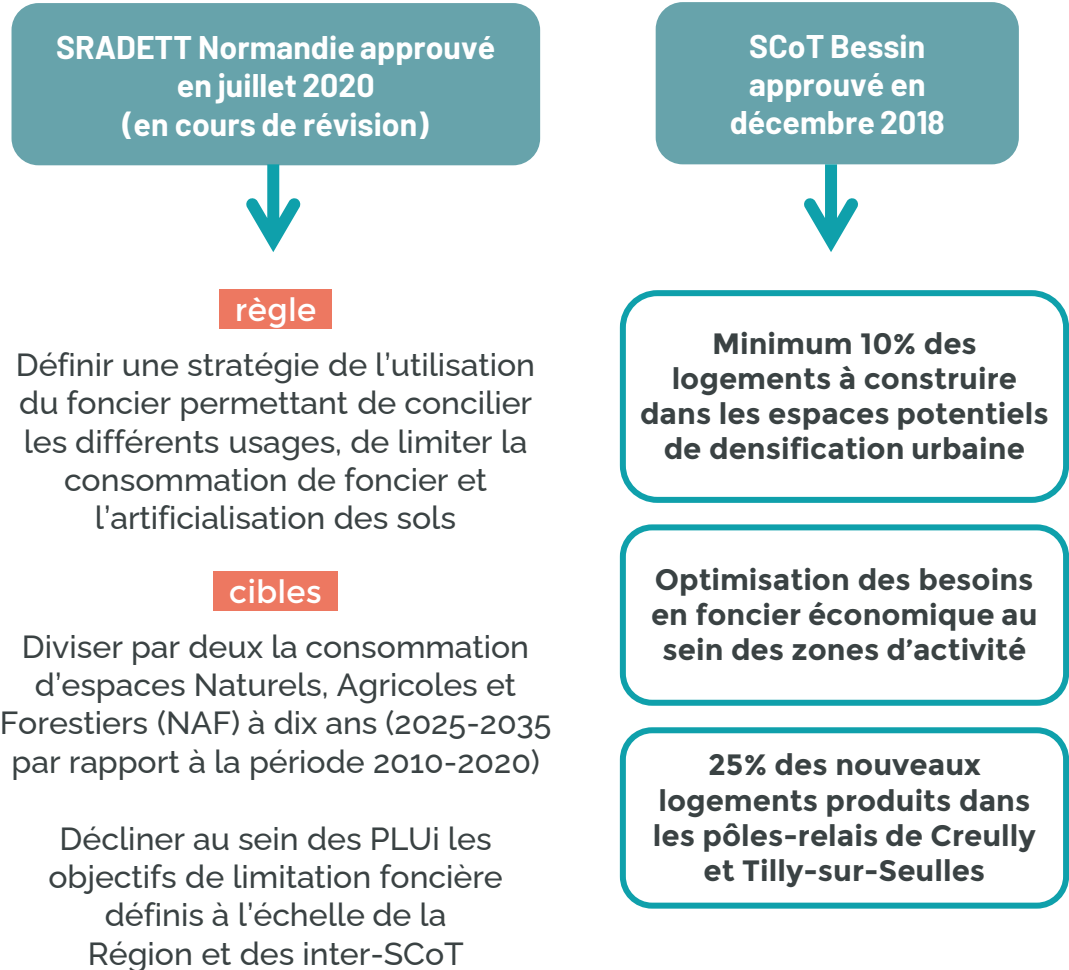 SRADETT Normandie approuvé
en juillet 2020
(en cours de révision)
règle
Définir une stratégie de l’utilisation
du foncier permettant de concilier
les différents usages, de limiter la
consommation de foncier et
l’artificialisation des sols
cibles
Diviser par deux la consommation
d’espaces Naturels, Agricoles et
Forestiers (NAF) à dix ans (2025-2035
par rapport à la période 2010-2020)
Décliner au sein des PLUi les
objectifs de limitation foncière
définis à l’échelle de la
Région et des inter-SCoT
SCoT Bessin
approuvé en
décembre 2018
Minimum 10% des
logements à construire
dans les espaces potentiels
de densification urbaine
Optimisation des besoins
en foncier économique au
sein des zones d’activité
25% des nouveaux
logements produits dans
les pôles-relais de Creully
et Tilly-sur-Seulles